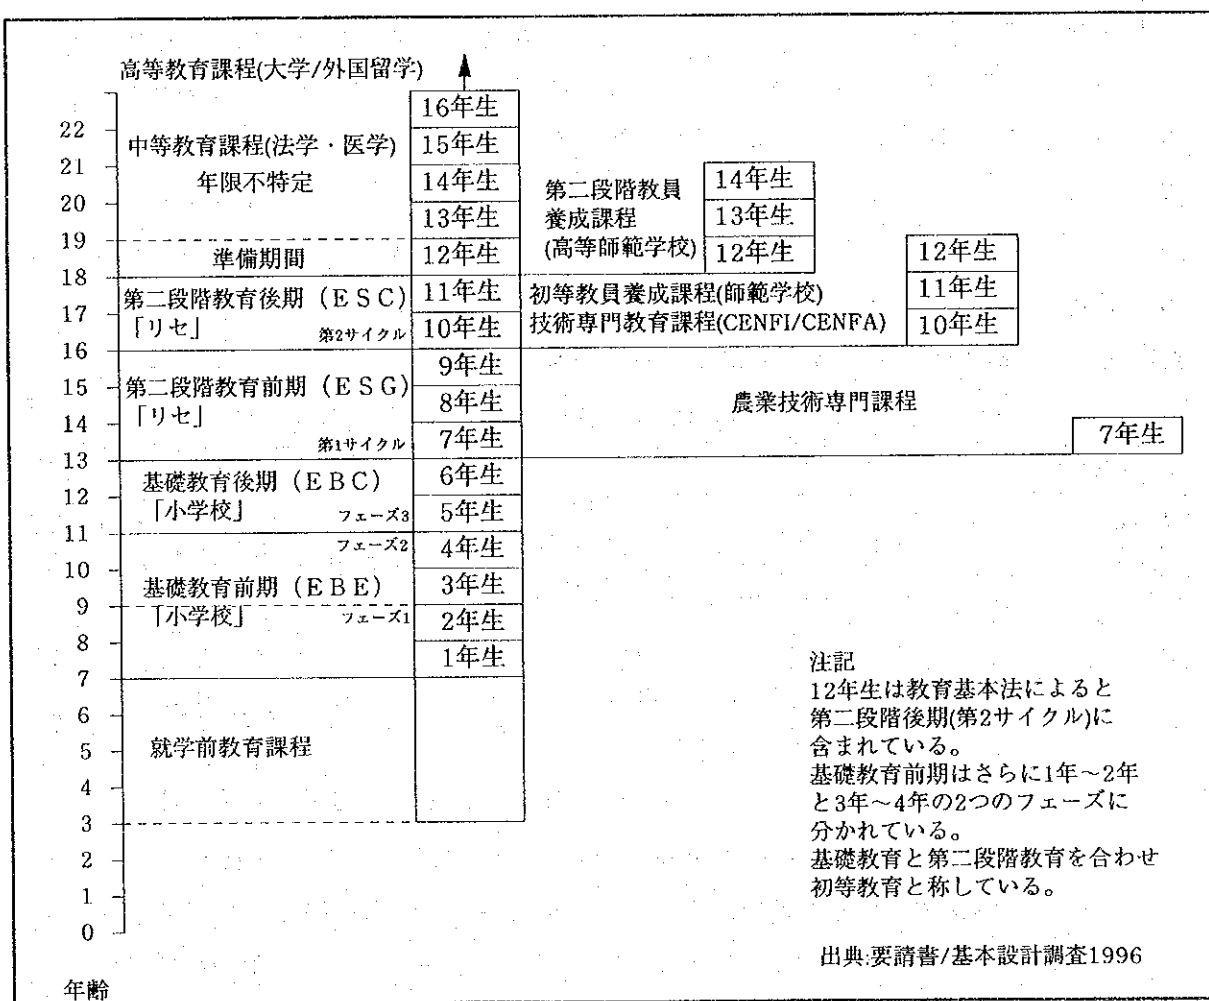 高等教育課程(大学/外国留学)
16年生
22
中等教育課程(法学・医学)
15年生
21
年限不特定
14年生
第二段階教員
14年生
20
13年生
養成課程
13年生
19
準備期間
12年生
(高等師範学校)
12年生
12年生
18
第二段階教育後期(ESC)
11年生
初等教員養成課程(師範学校)
11年生
17
「リセ」
第2サイクル
10年生
技術専門教育課程(CENFI/CENFA)
10年生
16
9年生
15
第二段階教育前期(ESG)
8年生
農業技術専門課程
14
「リセ」
第1サイクル
7年生
7年生
13
基礎教育後期(EBC)
6年生
12
「小学校」
フェーズ3
5年生
11
フェーズ2
4年生
10
基礎教育前期(EBE)
3年生
9
「小学校」
フェーズ1
2年生
8
1年生
7
6
5
就学前教育課程
4
3
2
1
0
年齢
注記
12年生は教育基本法によると
第二段階後期(第2サイクル)に
含まれている。
基礎教育前期はさらに1年~2年
と3年~4年の2つのフェーズに
分かれている。
基礎教育と第二段階教育を合わせ
初等教育と称している。
出典:要請書/基本設計調査1996